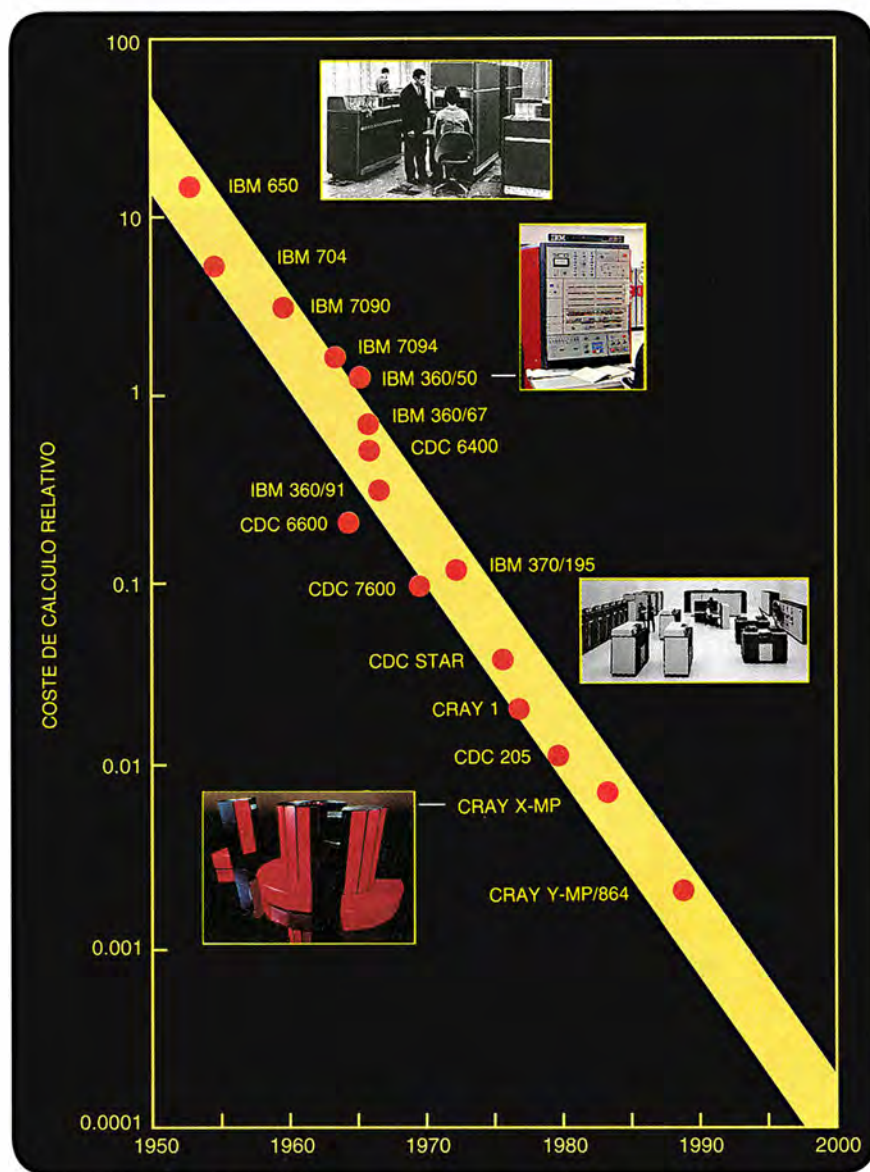 100
IBM 650
10
IBM 704
IBM 7090
IBM 7094
IBM 360/50
1
IBM 360/67
CDC 6400
IBM 360/91
CDC 6600
IBM 370/195
0.1
CDC 7600
CDC STAR
CRAY 1
CDC 205
0.01
CRAY X-MP
CRAY Y-MP/864
0.001
0.0001
1950
1960
1970
1980
1990
2000
COSTE DE CALCULO RELATIVO
IBM